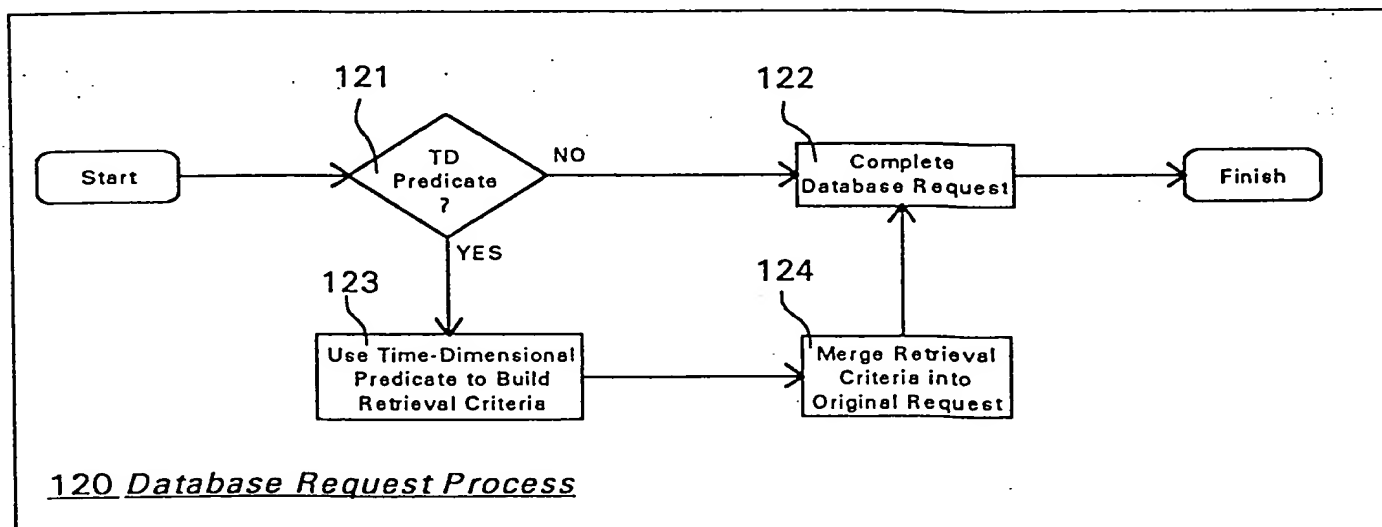 121
122
Start
TD
Predicate
?
NO
Complete
Database Request
Finish
YES
123
124
Use Time-Dimensional
Predicate to Build
Retrieval Criteria
Merge Retrieval
Criteria into
Original Request
120 Database Request Process